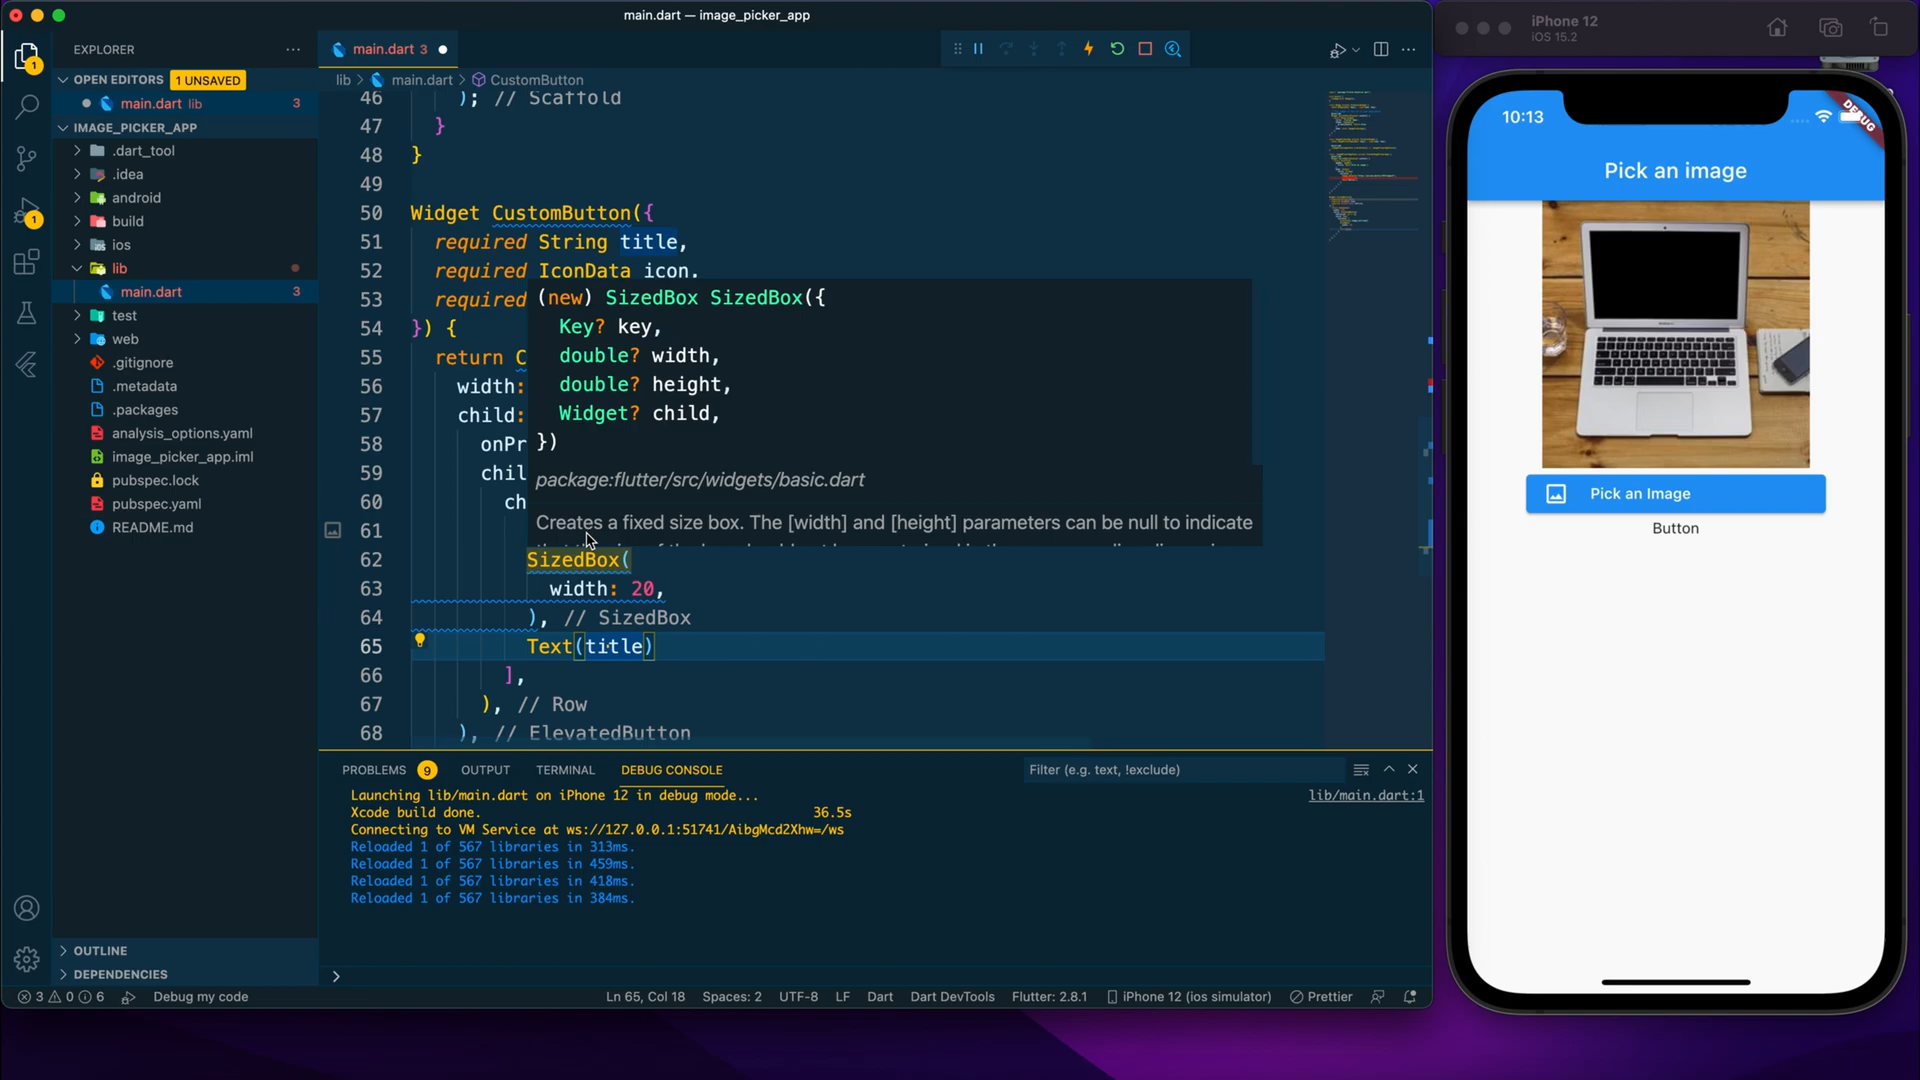 main.dart — image_picker_app
EXPLORER
OPEN EDITORS 1 UNSAVED
main.dart lib 3
IMAGE_PICKER_APP
.dart_tool
.idea
android
build
ios
lib
main.dart 3
test
web
.gitignore
.metadata
.packages
analysis_options.yaml
image_picker_app.iml
pubspec.lock
pubspec.yaml
README.md
OUTLINE
DEPENDENCIES
1
1
main.dart 3
lib > main.dart > CustomButton
46 ); // Scaffold
47 }
48 }
49
50 Widget CustomButton({
51 required String title,
52 required IconData icon.
53 required
54 }) {
55 return C
56 width:
57 child:
58 onPr
59 chil
60 ch
61
62 SizedBox(
63 width: 20,
64 ), // SizedBox
65 Text(title)
66 ],
67 ), // Row
68 ), // ElevatedButton
(new) SizedBox SizedBox({
Key? key,
double? width,
double? height,
Widget? child,
})
package:flutter/src/widgets/basic.dart
Creates a fixed size box. The [width] and [height] parameters can be null to indicate
PROBLEMS 9 OUTPUT TERMINAL DEBUG CONSOLE
Filter (e.g. text, !exclude)
Launching lib/main.dart on iPhone 12 in debug mode... lib/main.dart:1
Xcode build done. 36.5s
Connecting to VM Service at ws://127.0.0.1:51741/AibgMcd2Xhw=/ws
Reloaded 1 of 567 libraries in 313ms.
Reloaded 1 of 567 libraries in 459ms.
Reloaded 1 of 567 libraries in 418ms.
Reloaded 1 of 567 libraries in 384ms.
3 0 6 Debug my code Ln 65, Col 18 Spaces: 2 UTF-8 LF Dart Dart DevTools Flutter: 2.8.1 iPhone 12 (ios simulator) Prettier
iPhone 12
iOS 15.2
10:13
DEBUG
Pick an image
Pick an Image
Button